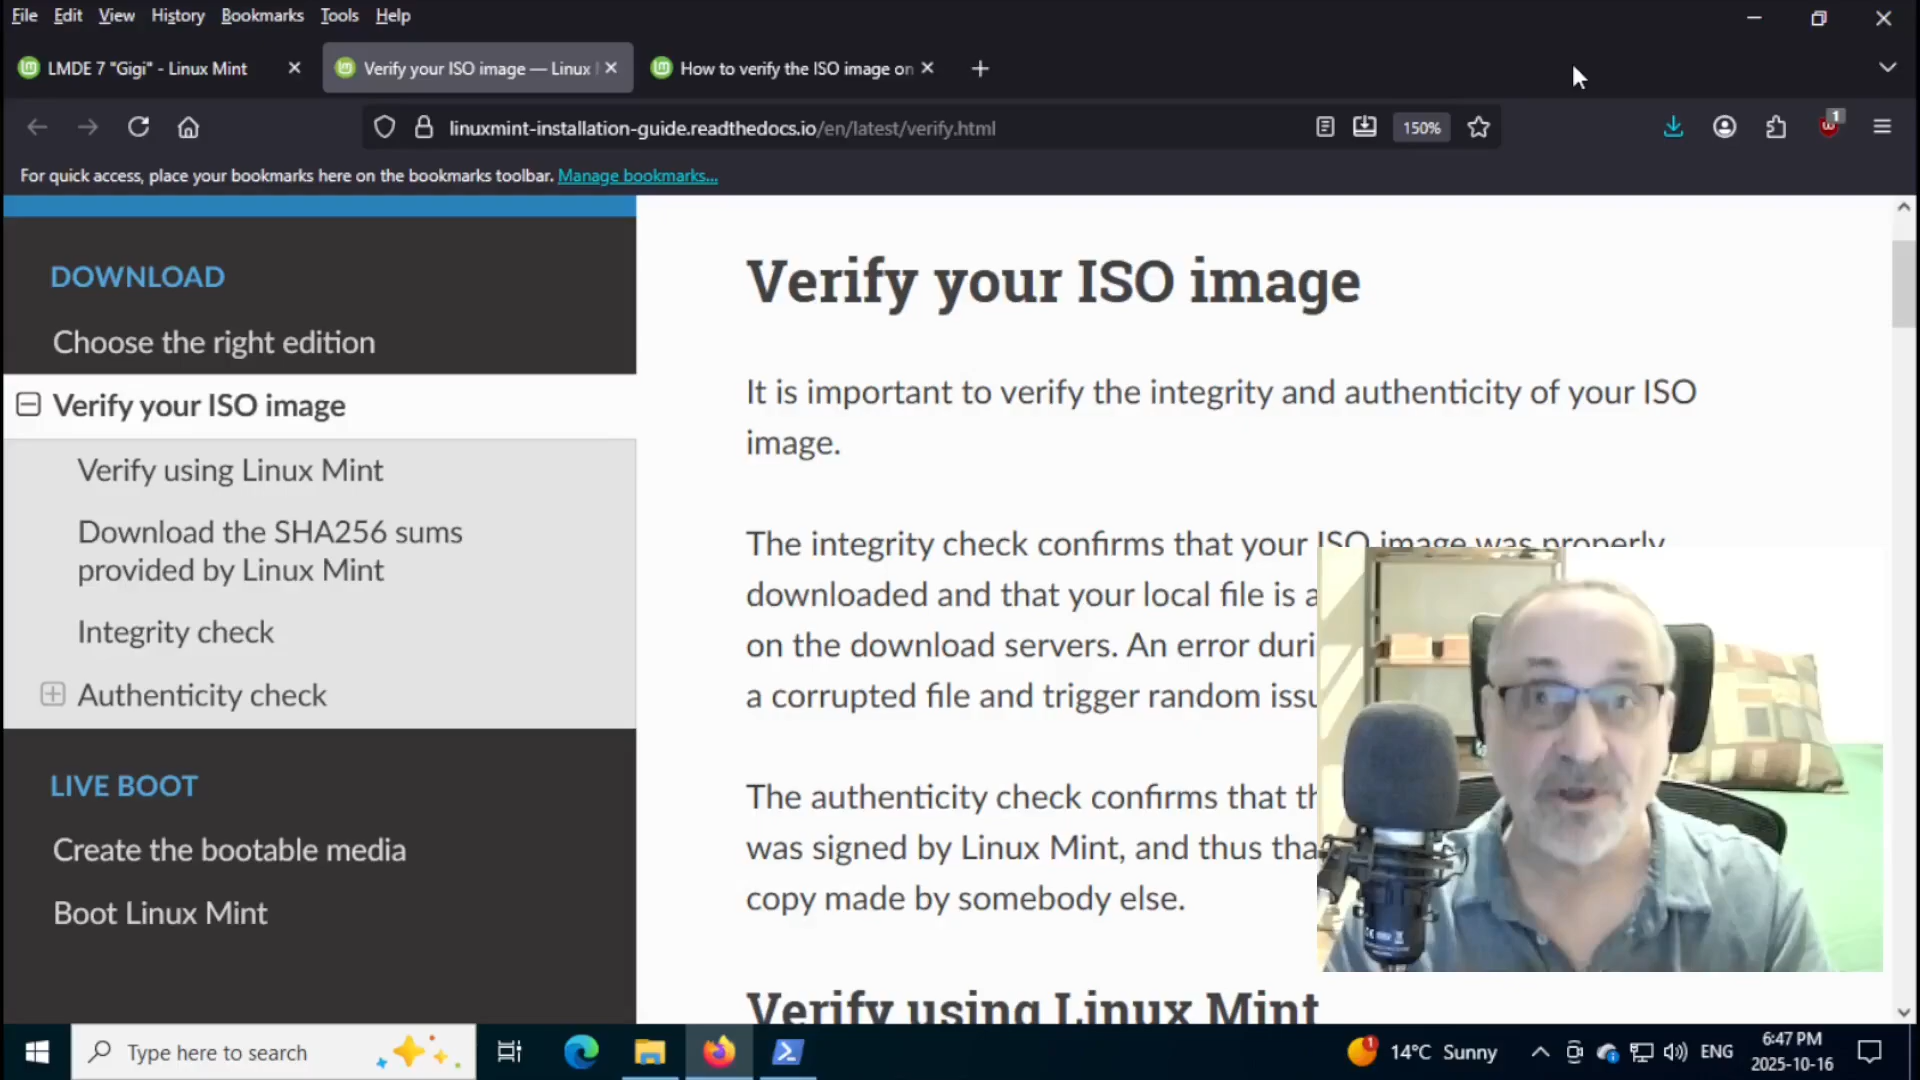 File Edit View History Bookmarks Tools Help
LMDE 7 "Gigi" - Linux Mint
Verify your ISO image — Linux
How to verify the ISO image on
linuxmint-installation-guide.readthedocs.io/en/latest/verify.html
150%
1
For quick access, place your bookmarks here on the bookmarks toolbar. Manage bookmarks...
DOWNLOAD
Choose the right edition
Verify your ISO image
Verify using Linux Mint
Download the SHA256 sums
provided by Linux Mint
Integrity check
Authenticity check
LIVE BOOT
Create the bootable media
Boot Linux Mint
Verify your ISO image
It is important to verify the integrity and authenticity of your ISO
image.
The integrity check confirms that your ISO image was properly
downloaded and that your local file is a
on the download servers. An error duri
a corrupted file and trigger random issu
The authenticity check confirms that th
was signed by Linux Mint, and thus tha
copy made by somebody else.
Verify using Linux Mint
Type here to search
1
14°C Sunny
ENG
6:47 PM
2025-10-16